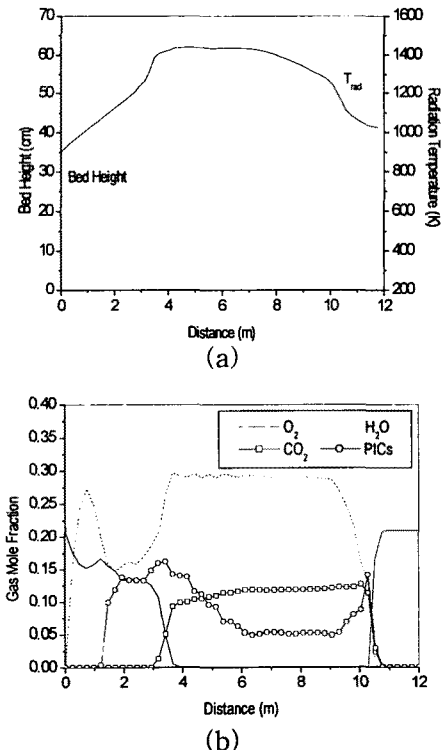 70
60
50
40
30
20
10
0
Bed Height (cm)
1600
1400
1200
1000
800
600
400
200
Radiation Temperature (K)
T_rad
Bed Height
0 2 4 6 8 10 12
Distance (m)
(a)
0.40
0.35
0.30
0.25
0.20
0.15
0.10
0.05
0.00
Gas Mole Fraction
O₂ H₂O
CO₂ PICs
0 2 4 6 8 10 12
Distance (m)
(b)